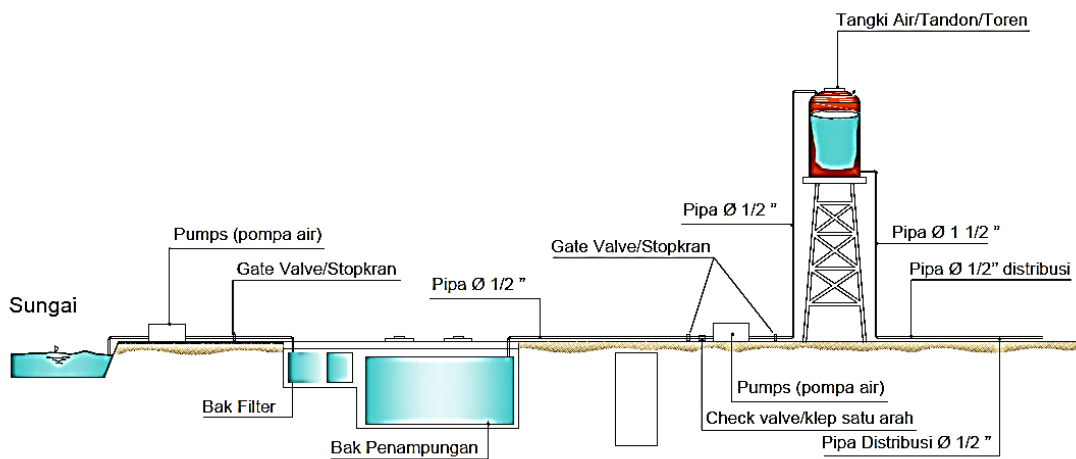 Tangki Air/Tandon/Toren
Pipa Ø 1/2 "
Pumps (pompa air)
Pipa Ø 1 1/2 "
Gate Valve/Stopkran
Gate Valve/Stopkran
Pipa Ø 1/2 "
Pipa Ø 1/2" distribusi
Sungai
Pumps (pompa air)
Bak Filter
Check valve/klep satu arah
Bak Penampungan
Pipa Distribusi Ø 1/2 "